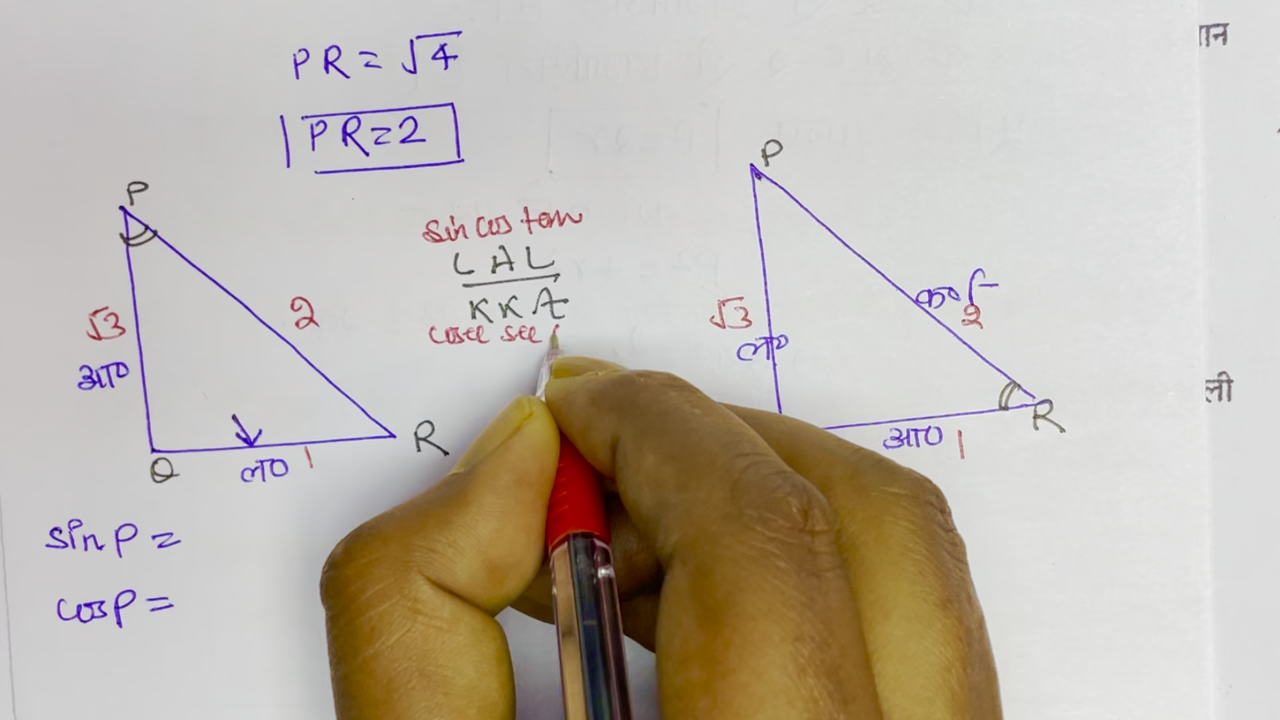 PR = √4
PR = 2
P
sin cos tan
L A L
K K A
cosec sec
√3
2
आ०
Q
ल० 1
R
P
√3
ल०
क०
2
आ० 1
R
sin P =
cos P =
ली